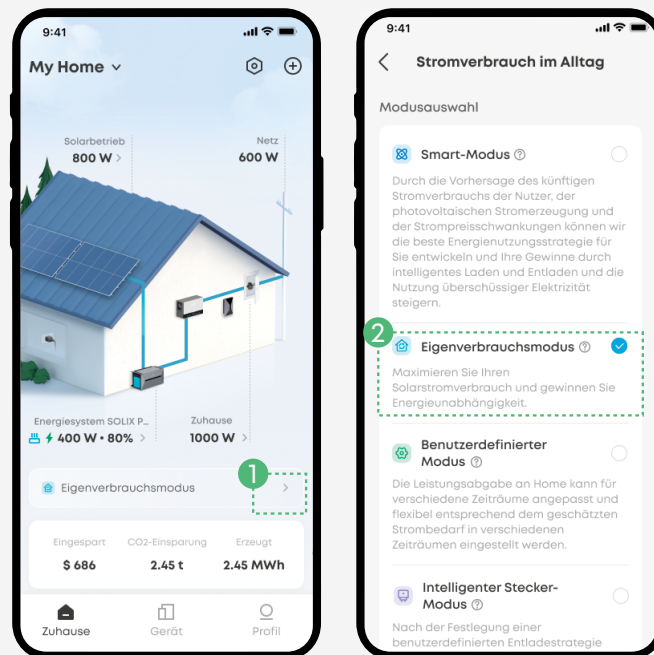 9:41
My Home
Solarbetrieb
800 W >
Netz
600 W
Energiesystem SOLIX P...
400 W • 80% >
Zuhause
1000 W >
1
Eigenverbrauchsmodus >
Eingespart CO2-Einsparung Erzeugt
$ 686 2.45 t 2.45 MWh
Zuhause Gerät Profil
9:41
Stromverbrauch im Alltag
Modusauswahl
Smart-Modus ?
Durch die Vorhersage des künftigen
Stromverbrauchs der Nutzer, der
photovoltaischen Stromerzeugung und
der Strompreisschwankungen können wir
die beste Energienutzungsstrategie für
Sie entwickeln und Ihre Gewinne durch
intelligentes Laden und Entladen und die
Nutzung überschüssiger Elektrizität
steigern.
2
Eigenverbrauchsmodus ?
Maximieren Sie Ihren
Solarstromverbrauch und gewinnen Sie
Energieunabhängigkeit.
Benutzerdefinierter
Modus ?
Die Leistungsabgabe an Home kann für
verschiedene Zeiträume angepasst und
flexibel entsprechend dem geschätzten
Strombedarf in verschiedenen
Zeiträumen eingestellt werden.
Intelligenter Stecker-
Modus ?
Nach der Festlegung einer
benutzerdefinierten Entladestrategie